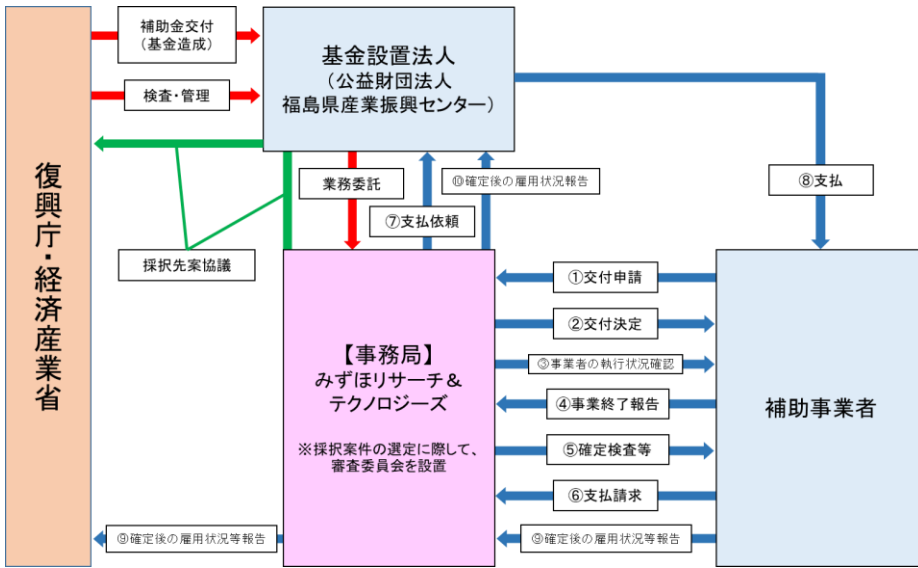 補助金交付
(基金造成)
検査・管理
基金設置法人
(公益財団法人
福島県産業振興センター)
復興庁・経済産業省
業務委託
⑩確定後の雇用状況報告
⑧支払
⑦支払依頼
採択先案協議
【事務局】
みずほリサーチ&
テクノロジーズ
※採択案件の選定に際して、
審査委員会を設置
①交付申請
②交付決定
③事業者の執行状況確認
④事業終了報告
⑤確定検査等
⑥支払請求
補助事業者
⑨確定後の雇用状況等報告
⑨確定後の雇用状況等報告